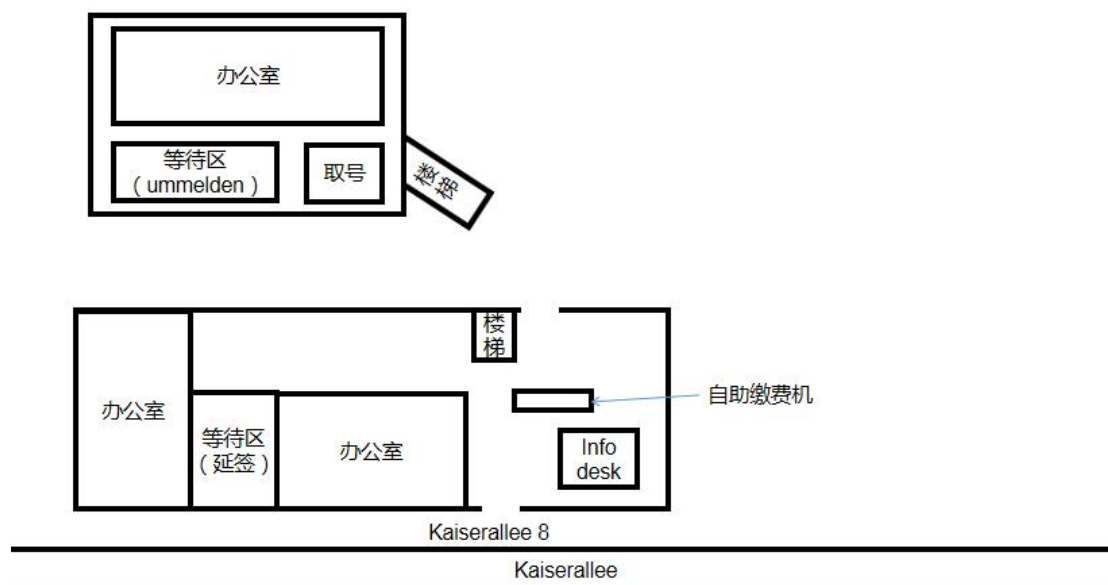 办公室
等待区
（ummelden）
取号
楼梯
楼
梯
办公室
等待区
（延签）
办公室
自助缴费机
Info
desk
Kaiserallee 8
Kaiserallee